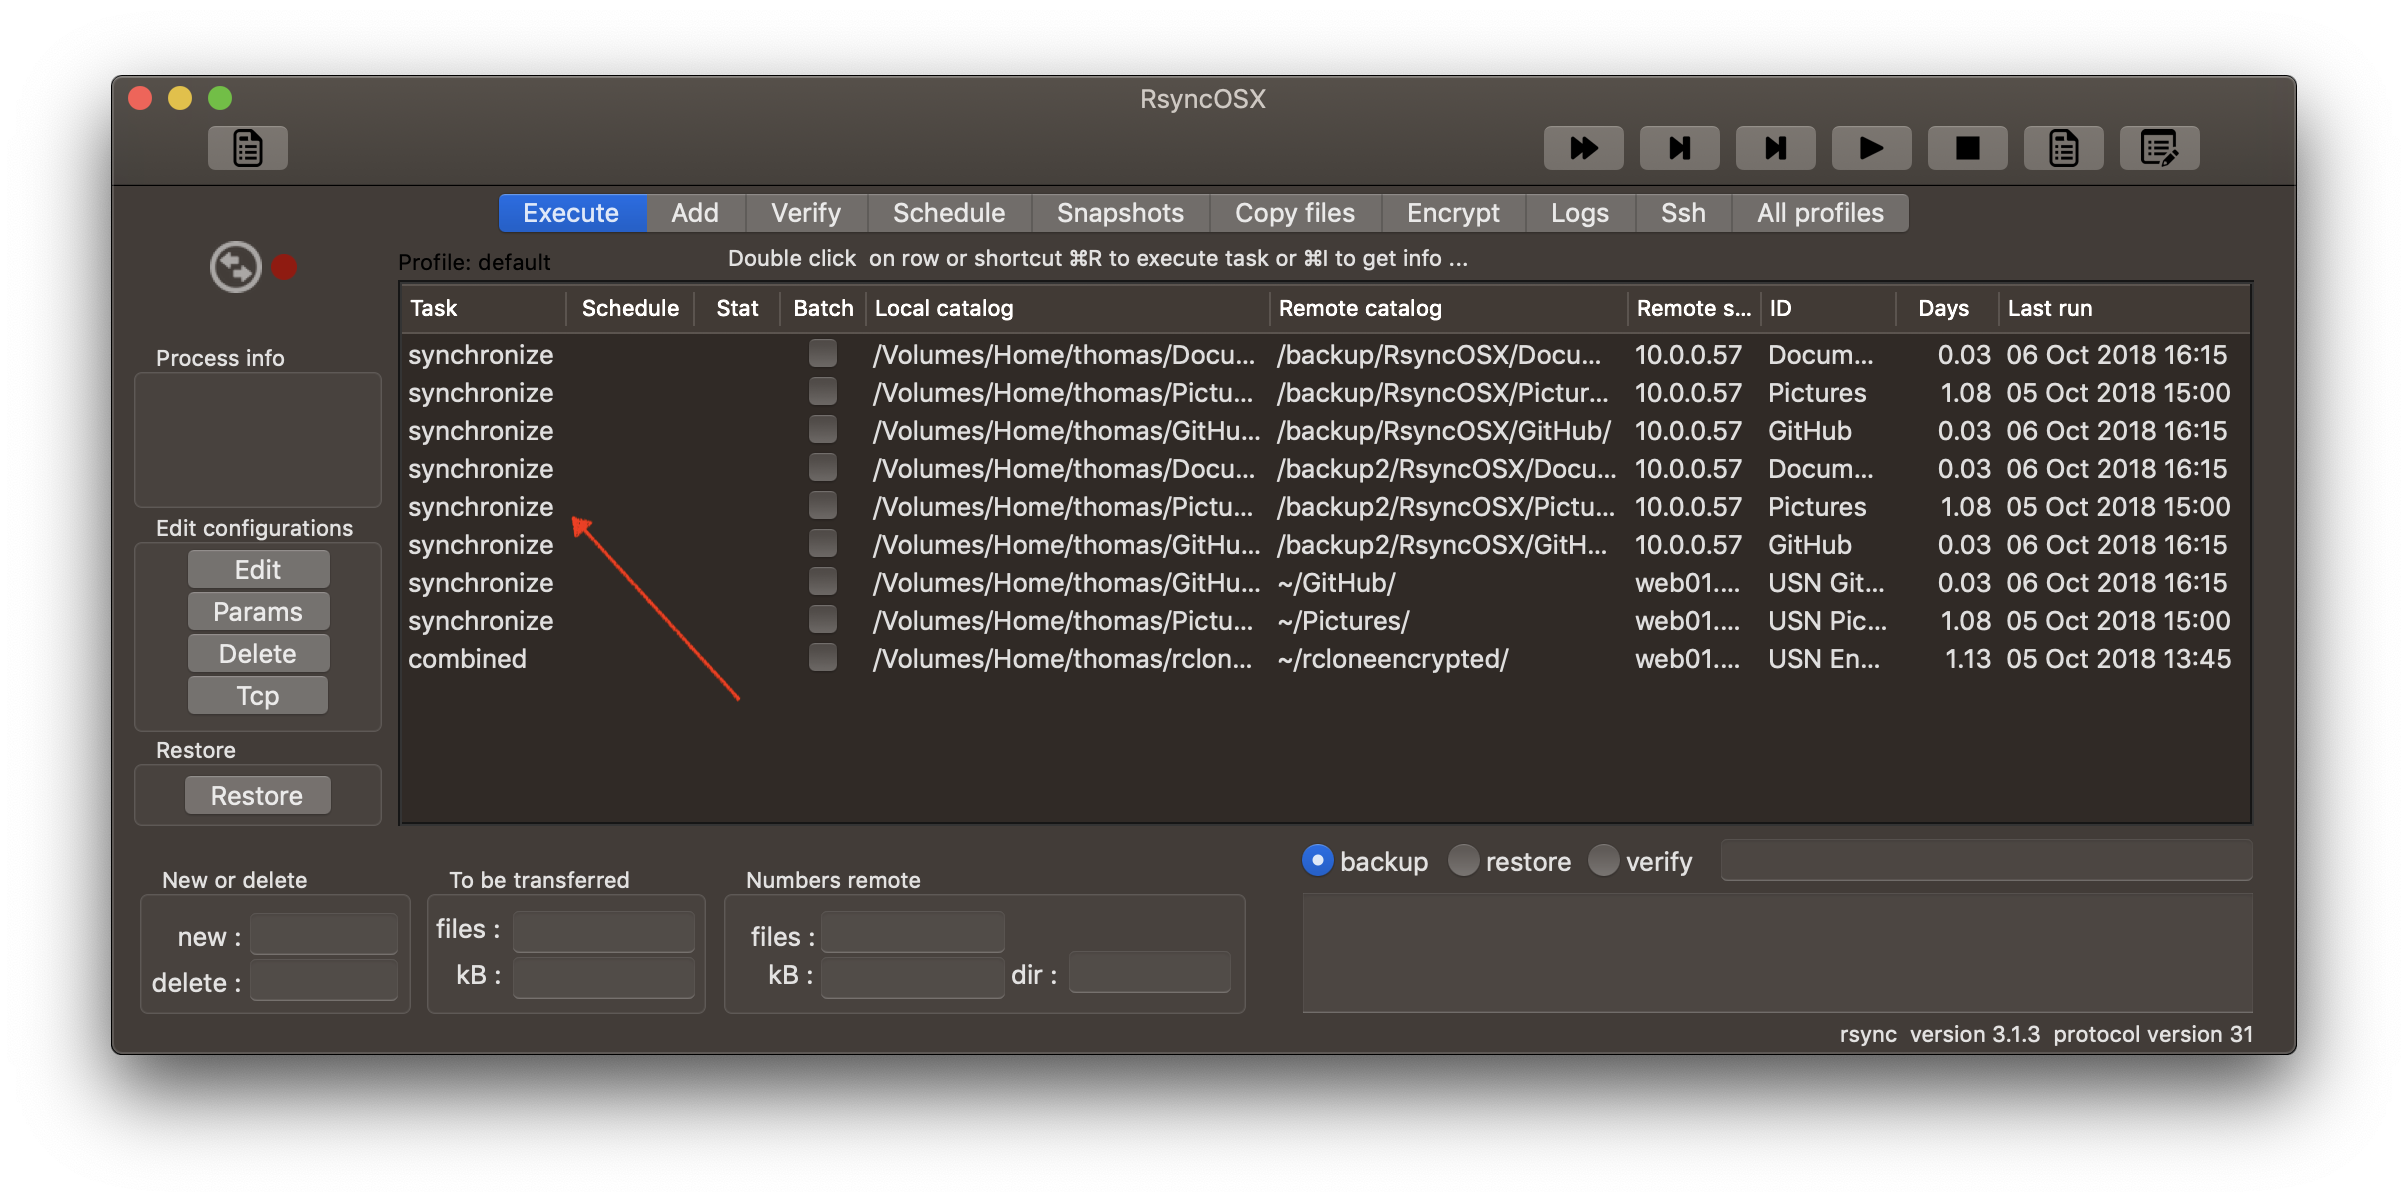 RsyncOSX
Execute Add Verify Schedule Snapshots Copy files Encrypt Logs Ssh All profiles
Profile: default Double click on row or shortcut ⌘R to execute task or ⌘I to get info ...
Task Schedule Stat Batch Local catalog Remote catalog Remote s... ID Days Last run
synchronize /Volumes/Home/thomas/Docu... /backup/RsyncOSX/Docu... 10.0.0.57 Docum... 0.03 06 Oct 2018 16:15
synchronize /Volumes/Home/thomas/Pictu... /backup/RsyncOSX/Pictur... 10.0.0.57 Pictures 1.08 05 Oct 2018 15:00
synchronize /Volumes/Home/thomas/GitHu... /backup/RsyncOSX/GitHub/ 10.0.0.57 GitHub 0.03 06 Oct 2018 16:15
synchronize /Volumes/Home/thomas/Docu... /backup2/RsyncOSX/Docu... 10.0.0.57 Docum... 0.03 06 Oct 2018 16:15
synchronize /Volumes/Home/thomas/Pictu... /backup2/RsyncOSX/Pictu... 10.0.0.57 Pictures 1.08 05 Oct 2018 15:00
synchronize /Volumes/Home/thomas/GitHu... /backup2/RsyncOSX/GitH... 10.0.0.57 GitHub 0.03 06 Oct 2018 16:15
synchronize /Volumes/Home/thomas/GitHu... ~/GitHub/ web01.... USN Git... 0.03 06 Oct 2018 16:15
synchronize /Volumes/Home/thomas/Pictu... ~/Pictures/ web01.... USN Pic... 1.08 05 Oct 2018 15:00
combined /Volumes/Home/thomas/rclon... ~/rcloneencrypted/ web01.... USN En... 1.13 05 Oct 2018 13:45
Process info
Edit configurations
Edit
Params
Delete
Tcp
Restore
Restore
backup restore verify
New or delete
new :
delete :
To be transferred
files :
kB :
Numbers remote
files :
kB : dir :
rsync version 3.1.3 protocol version 31